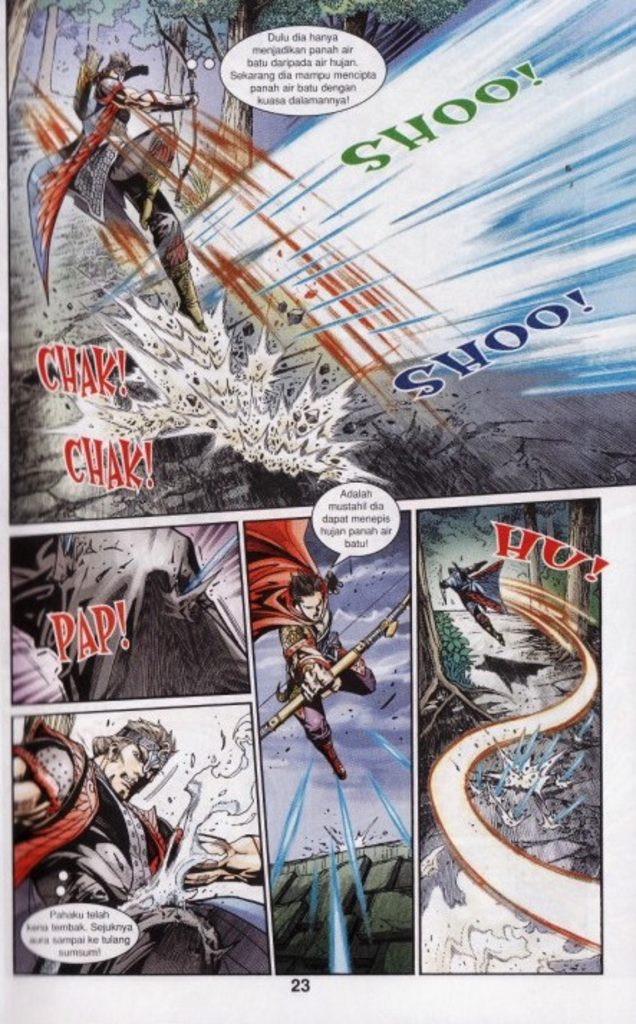 Dulu dia hanya
menjadikan panah air
batu daripada air hujan.
Sekarang dia mampu mencipta
panah air batu dengan
kuasa dalamannya!
SHOO!
SHOO!
CHAK!
CHAK!
PAP!
Adalah
mustahil dia
dapat menepis
hujan panah air
batu!
HU!
Pahaku telah
kena tembak. Sejuknya
aura sampai ke tulang
sumsum!
23